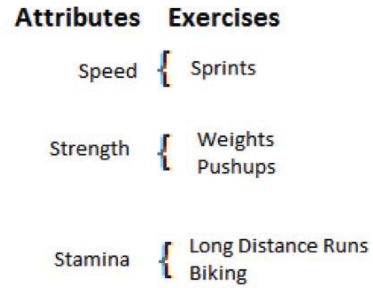 Attributes Exercises
Speed { Sprints
Strength { Weights
Pushups
Stamina { Long Distance Runs
Biking